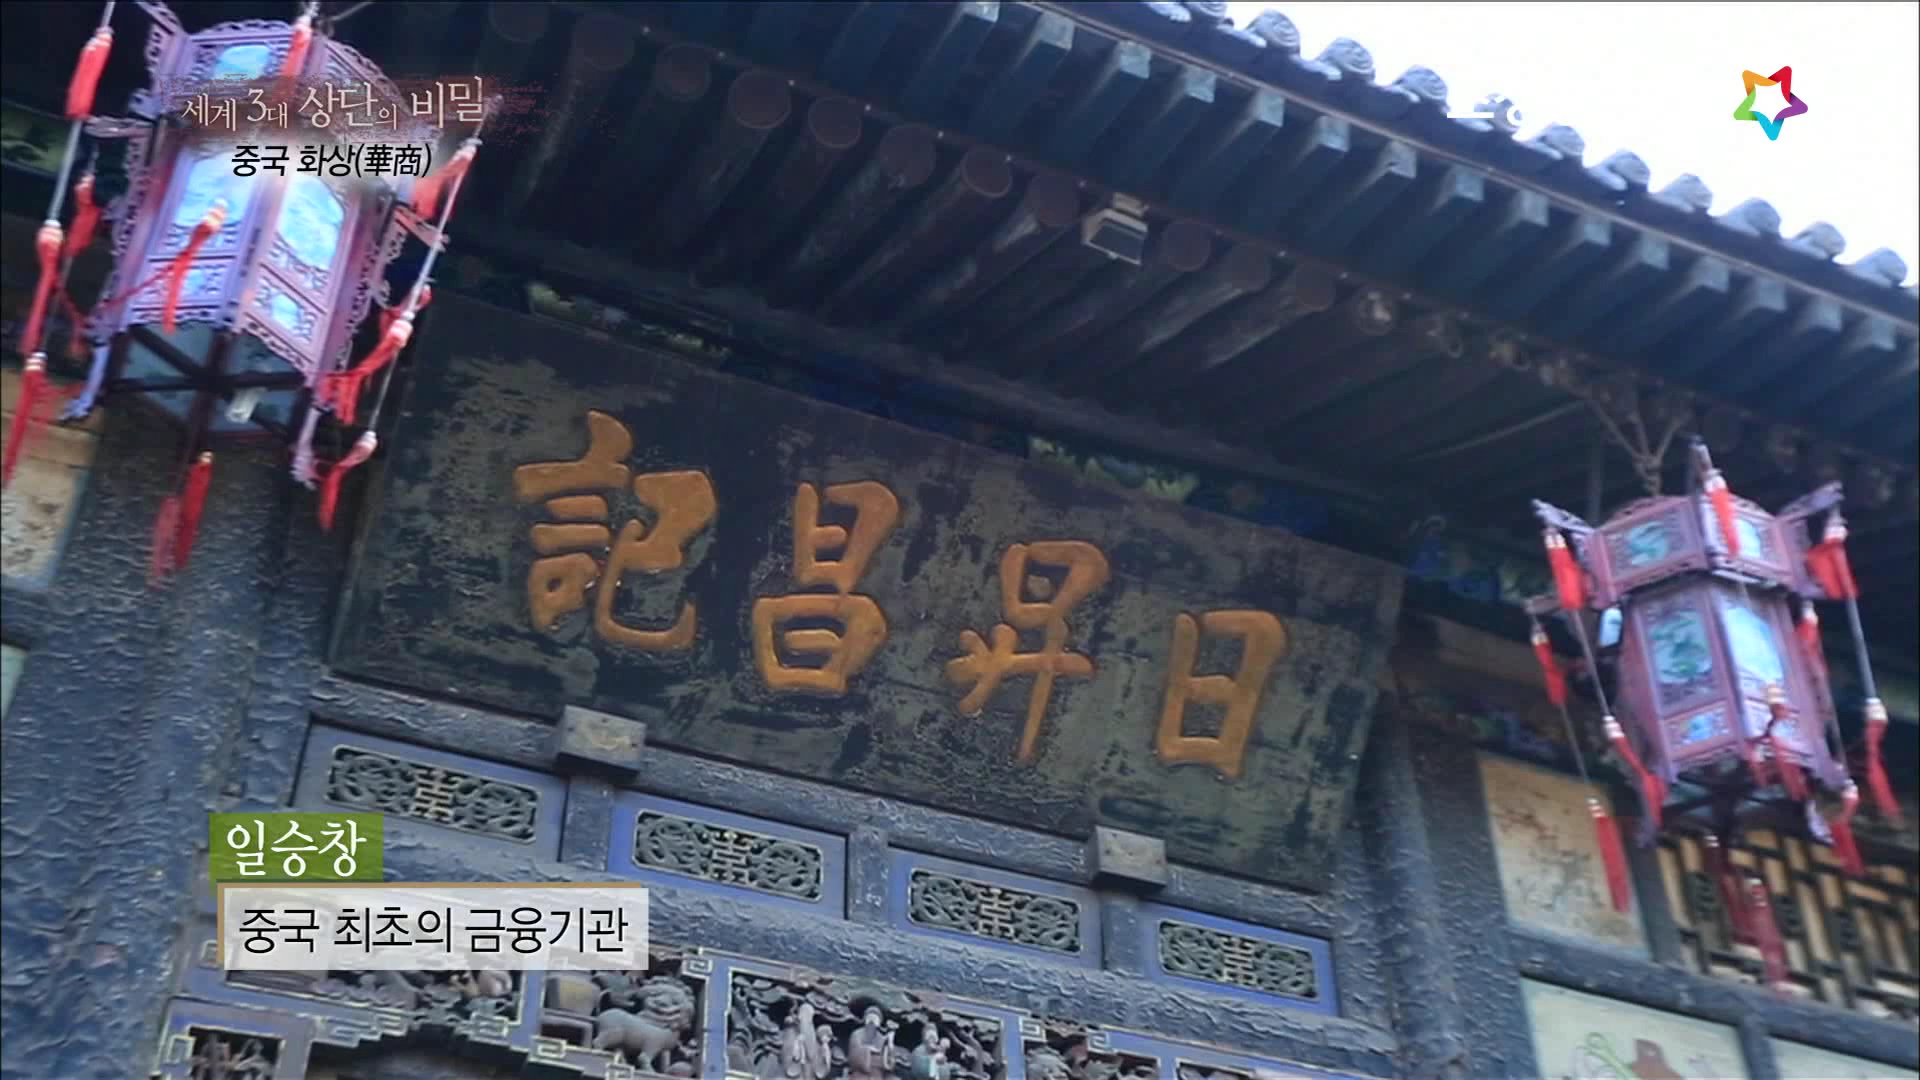 세계 3대 상단의 비밀
중국 화상(華商)
記昌昇日
일승창
중국 최초의 금융기관